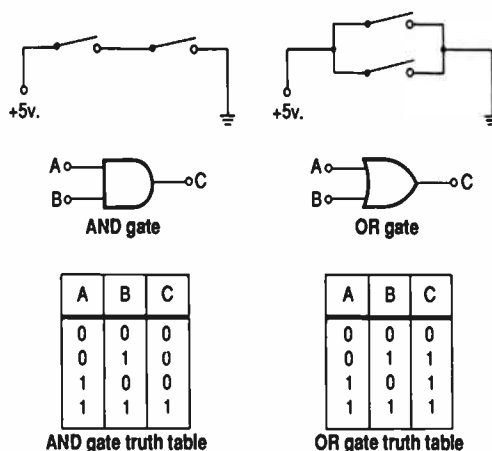 +5v. +5v.
A B C A B C
AND gate OR gate
A B C A B C
0 0 0 0 0 0
0 1 0 0 1 1
1 0 0 1 0 1
1 1 1 1 1 1
AND gate truth table OR gate truth table